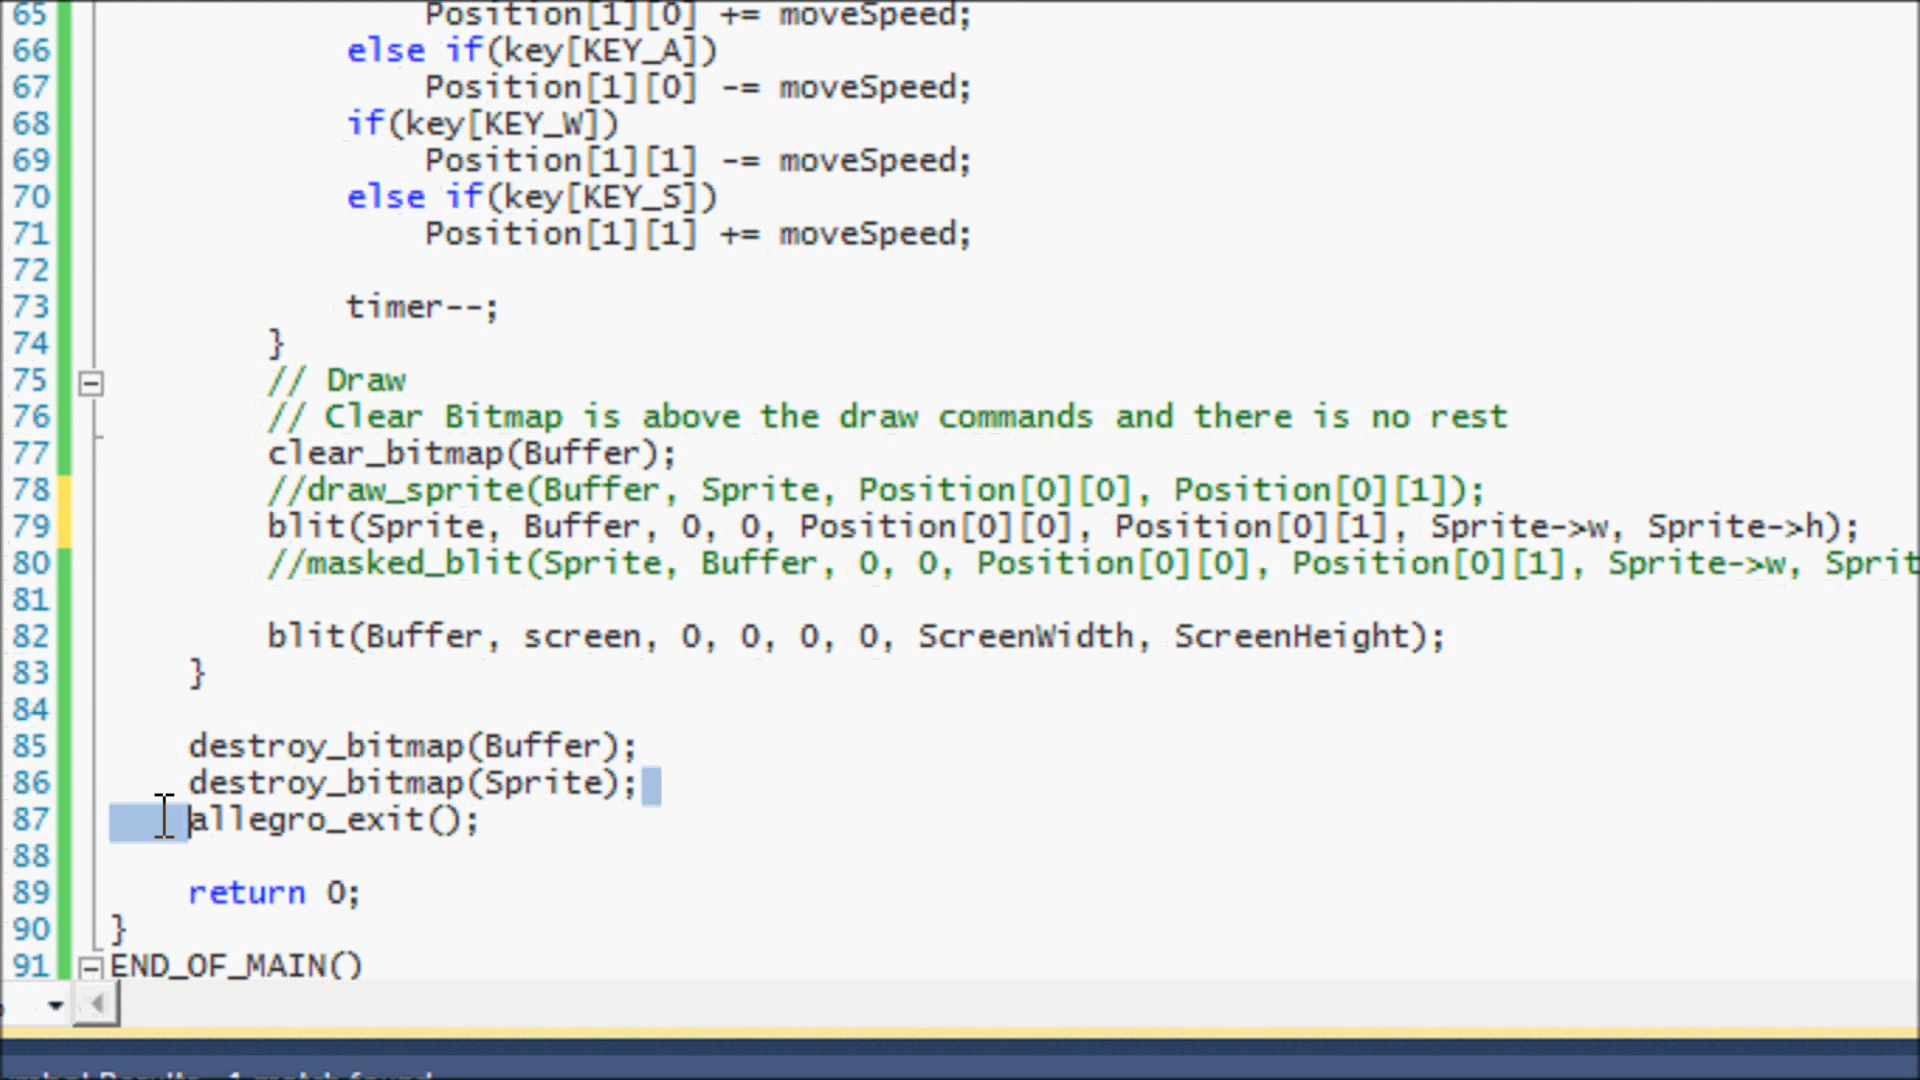 65 Position[1][0] += moveSpeed;
66 else if(key[KEY_A])
67 Position[1][0] -= moveSpeed;
68 if(key[KEY_W])
69 Position[1][1] -= moveSpeed;
70 else if(key[KEY_S])
71 Position[1][1] += moveSpeed;
72
73 timer--;
74 }
75 // Draw
76 // Clear Bitmap is above the draw commands and there is no rest
77 clear_bitmap(Buffer);
78 //draw_sprite(Buffer, Sprite, Position[0][0], Position[0][1]);
79 blit(Sprite, Buffer, 0, 0, Position[0][0], Position[0][1], Sprite->w, Sprite->h);
80 //masked_blit(Sprite, Buffer, 0, 0, Position[0][0], Position[0][1], Sprite->w, Sprit
81
82 blit(Buffer, screen, 0, 0, 0, 0, ScreenWidth, ScreenHeight);
83 }
84
85 destroy_bitmap(Buffer);
86 destroy_bitmap(Sprite);
87 allegro_exit();
88
89 return 0;
90 }
91 END_OF_MAIN()